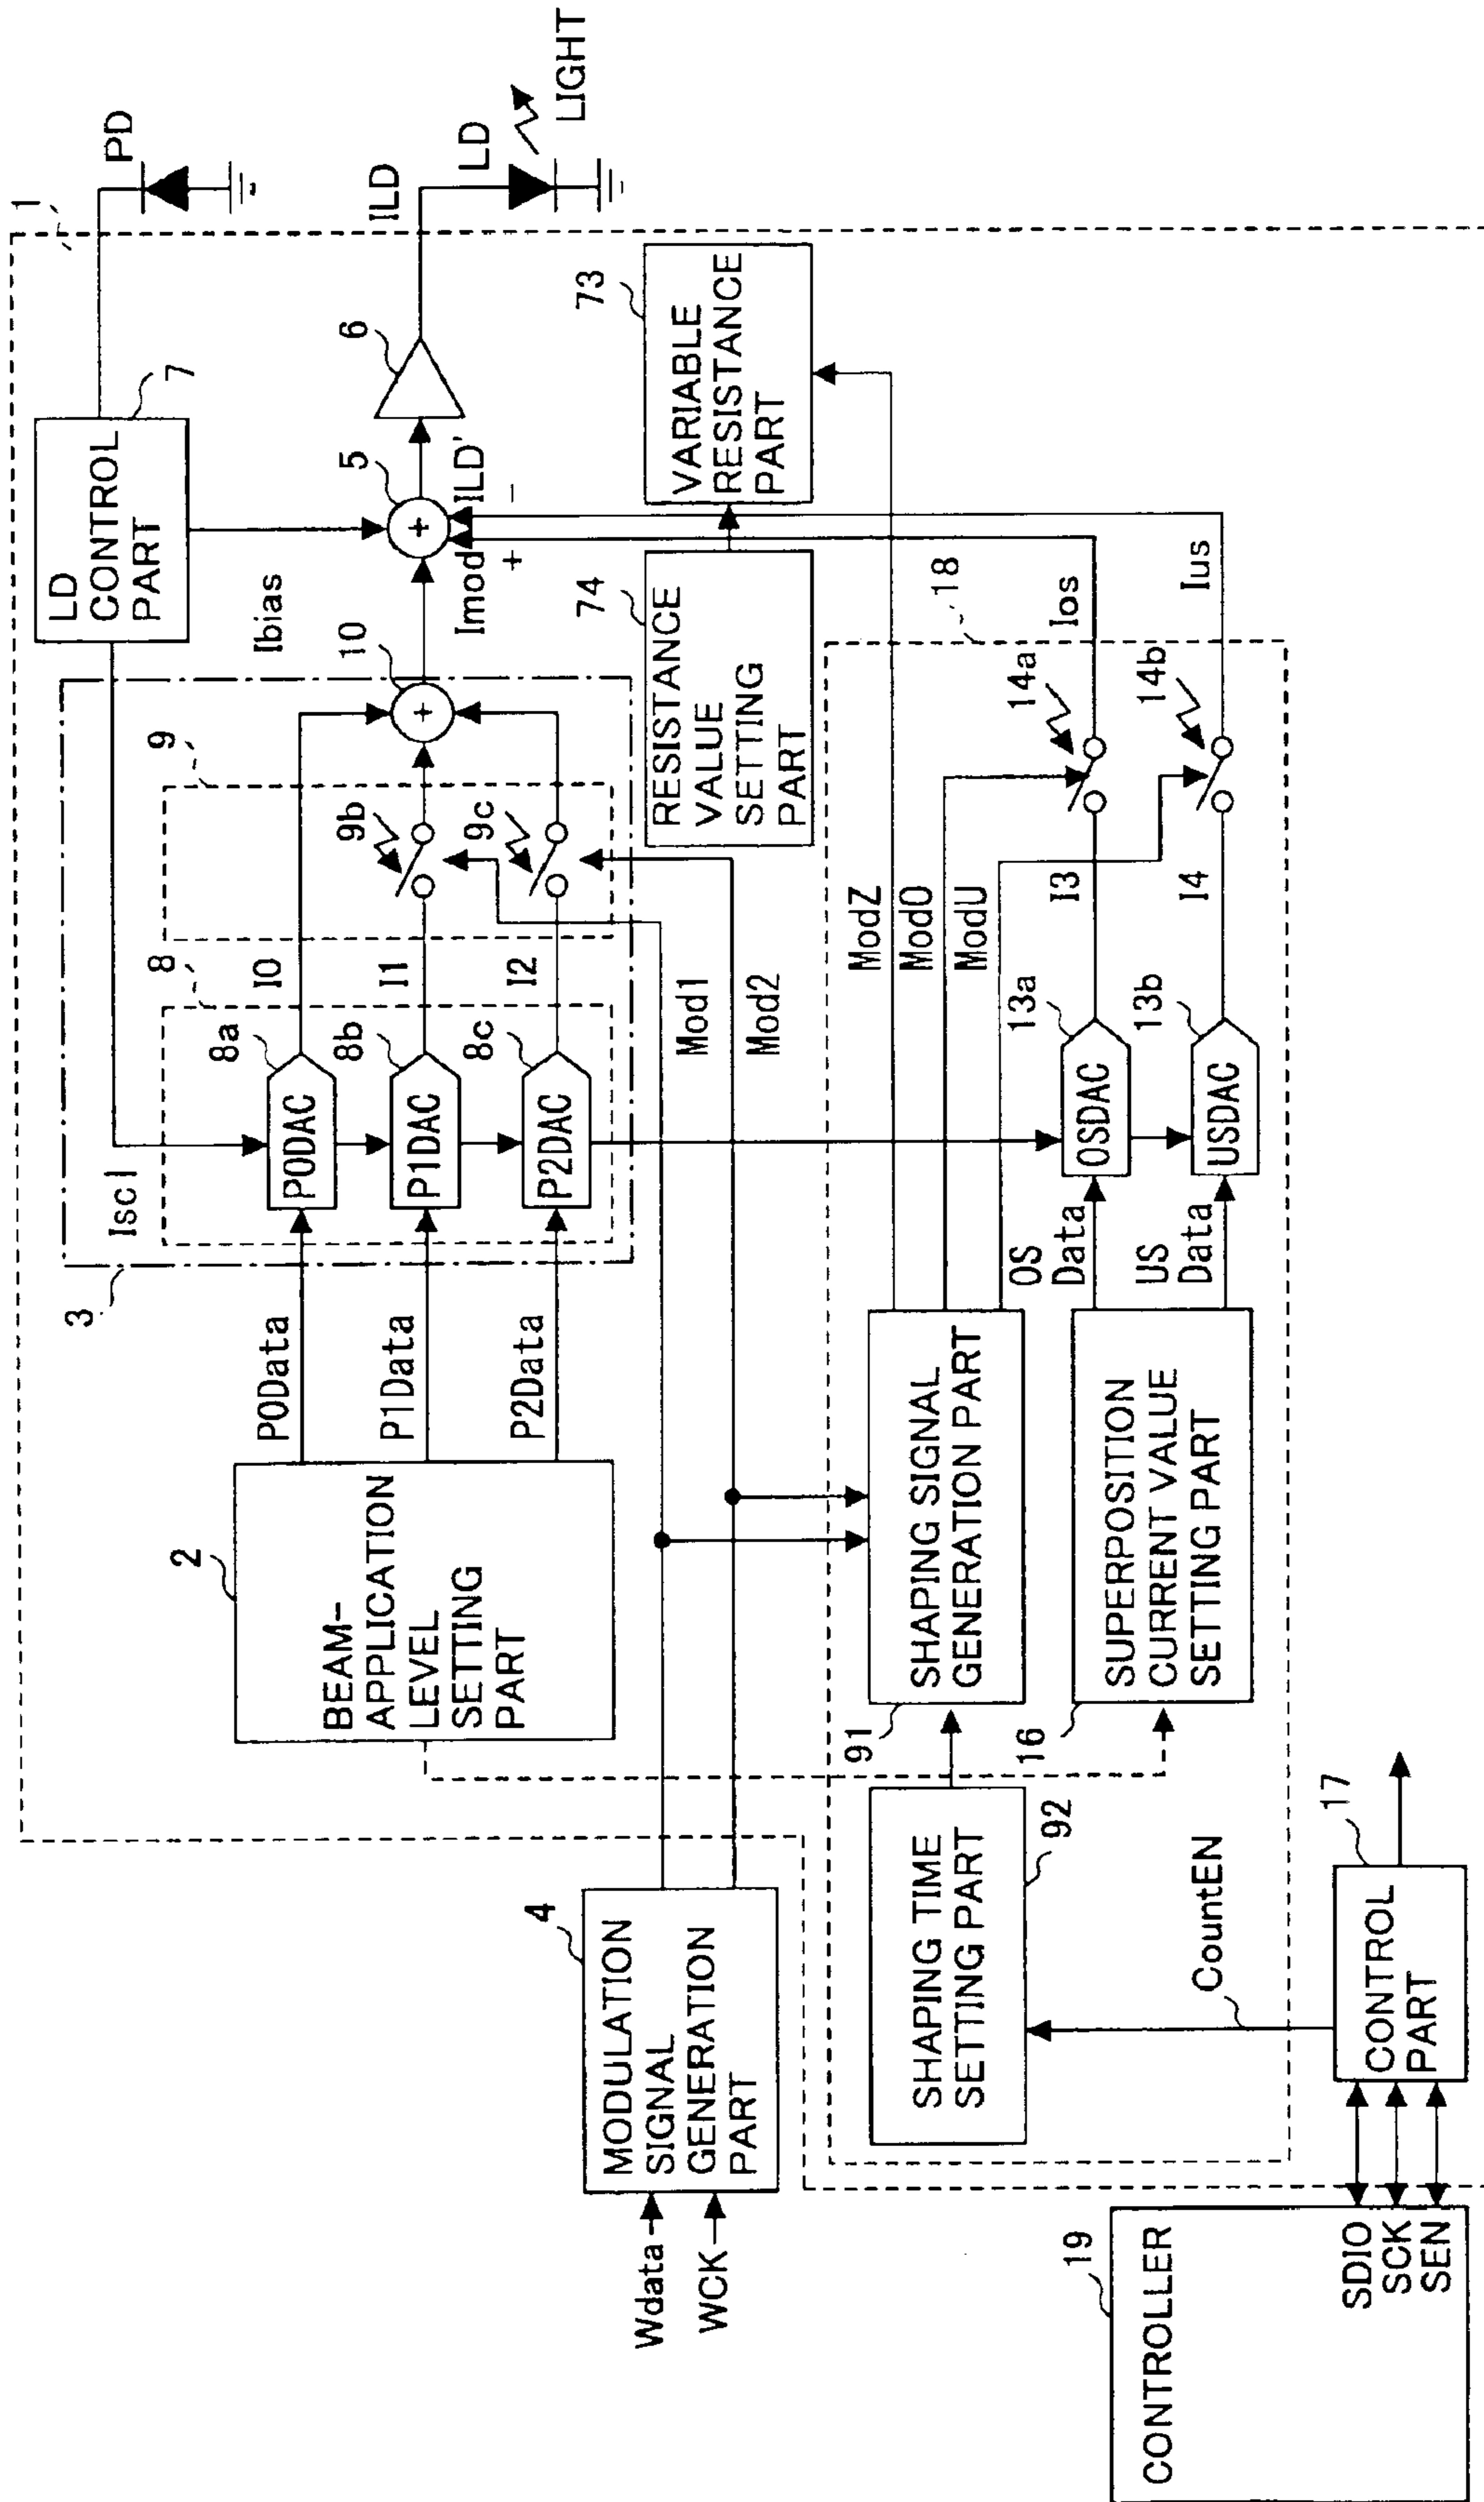 1
PD
LD
CONTROL
PART
7
Iscl
Ibias
ILD
LD
LIGHT
6
5
ILD'
Imod
+
−
3
8
9
10
+
+
8a
P0DAC
I0
8b
P1DAC
I1
9b
8c
P2DAC
I2
9c
P0Data
P1Data
P2Data
2
BEAM-
APPLICATION
LEVEL
SETTING
PART
Mod1
Mod2
4
MODULATION
SIGNAL
GENERATION
PART
Wdata
WCK
73
VARIABLE
RESISTANCE
PART
74
RESISTANCE
VALUE
SETTING
PART
18
ModZ
ModO
ModU
91
SHAPING SIGNAL
GENERATION PART
92
SHAPING TIME
SETTING PART
16
SUPERPOSITION
CURRENT VALUE
SETTING PART
OS
Data
US
Data
13a
OSDAC
I3
14a
Ios
13b
USDAC
I4
14b
Ius
CountEN
17
CONTROL
PART
19
CONTROLLER
SDIO
SCK
SEN